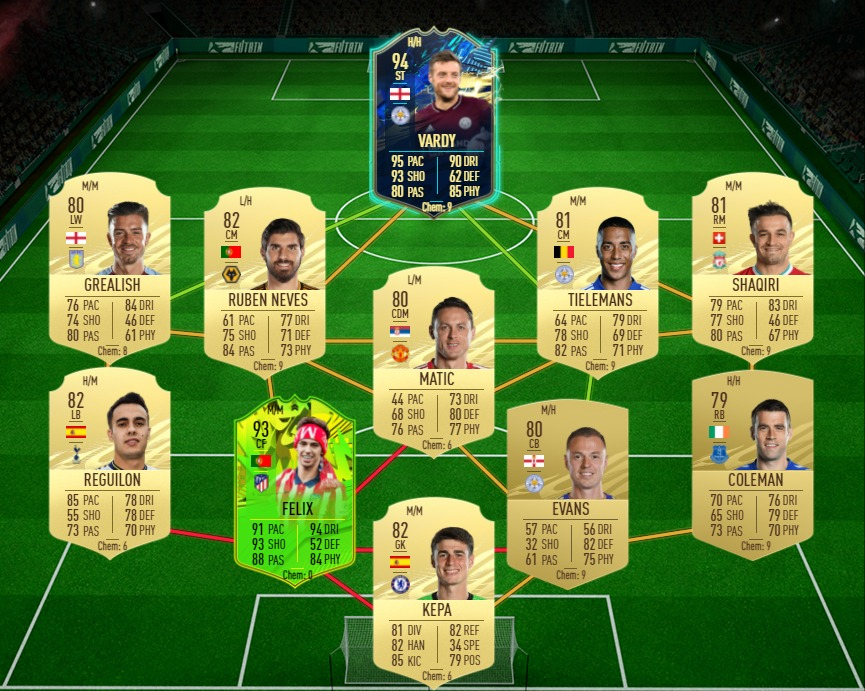 FUTBIN
FUTBIN
FUTBIN
FUTBIN
H/H
94
ST
VARDY
95 PAC 90 DRI
93 SHO 62 DEF
80 PAS 85 PHY
Chem: 9
M/M
80
LW
GREALISH
76 PAC 84 DRI
74 SHO 46 DEF
80 PAS 61 PHY
Chem: 8
L/H
82
CM
RUBEN NEVES
61 PAC 77 DRI
75 SHO 71 DEF
84 PAS 73 PHY
Chem: 9
L/M
80
CDM
MATIC
44 PAC 73 DRI
68 SHO 80 DEF
76 PAS 77 PHY
Chem: 6
M/M
81
CM
TIELEMANS
64 PAC 79 DRI
78 SHO 69 DEF
82 PAS 71 PHY
Chem: 9
M/M
81
RM
SHAQIRI
79 PAC 83 DRI
77 SHO 46 DEF
80 PAS 67 PHY
Chem: 9
H/M
82
LB
REGUILON
85 PAC 78 DRI
55 SHO 78 DEF
73 PAS 70 PHY
Chem: 6
M/M
93
CF
FELIX
91 PAC 94 DRI
93 SHO 52 DEF
88 PAS 84 PHY
Chem: 0
M/M
82
GK
KEPA
81 DIV 82 REF
82 HAN 34 SPE
85 KIC 79 POS
Chem: 6
M/H
80
CB
EVANS
57 PAC 56 DRI
32 SHO 82 DEF
61 PAS 75 PHY
Chem: 9
H/H
79
RB
COLEMAN
70 PAC 76 DRI
65 SHO 79 DEF
73 PAS 70 PHY
Chem: 9